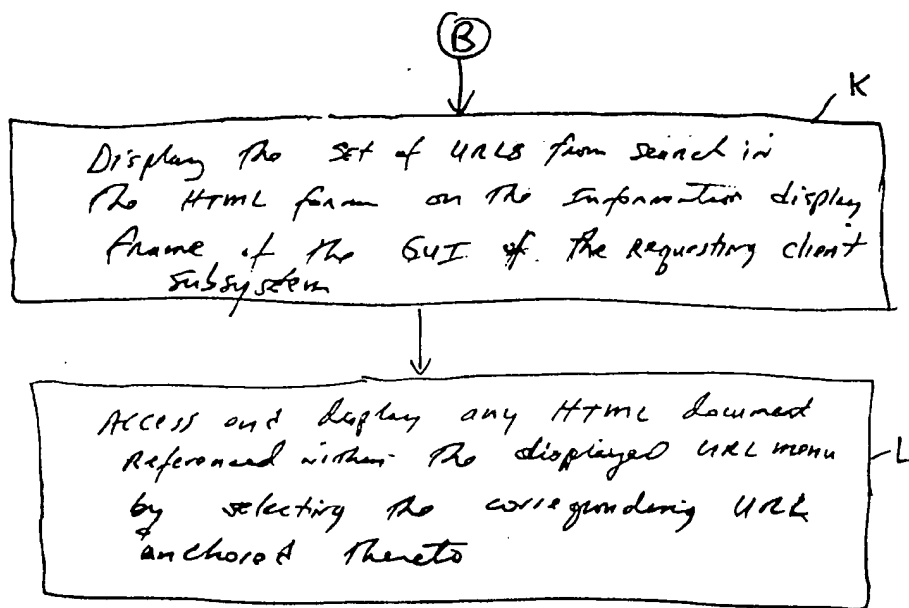 B
K
Display the set of URLs from search in
the HTML form on the Information display
frame of the GUI of the requesting client
subsystem
Access and display any HTML document
Referenced within the displayed URL menu
L
by selecting the corresponding URL
& anchored thereto